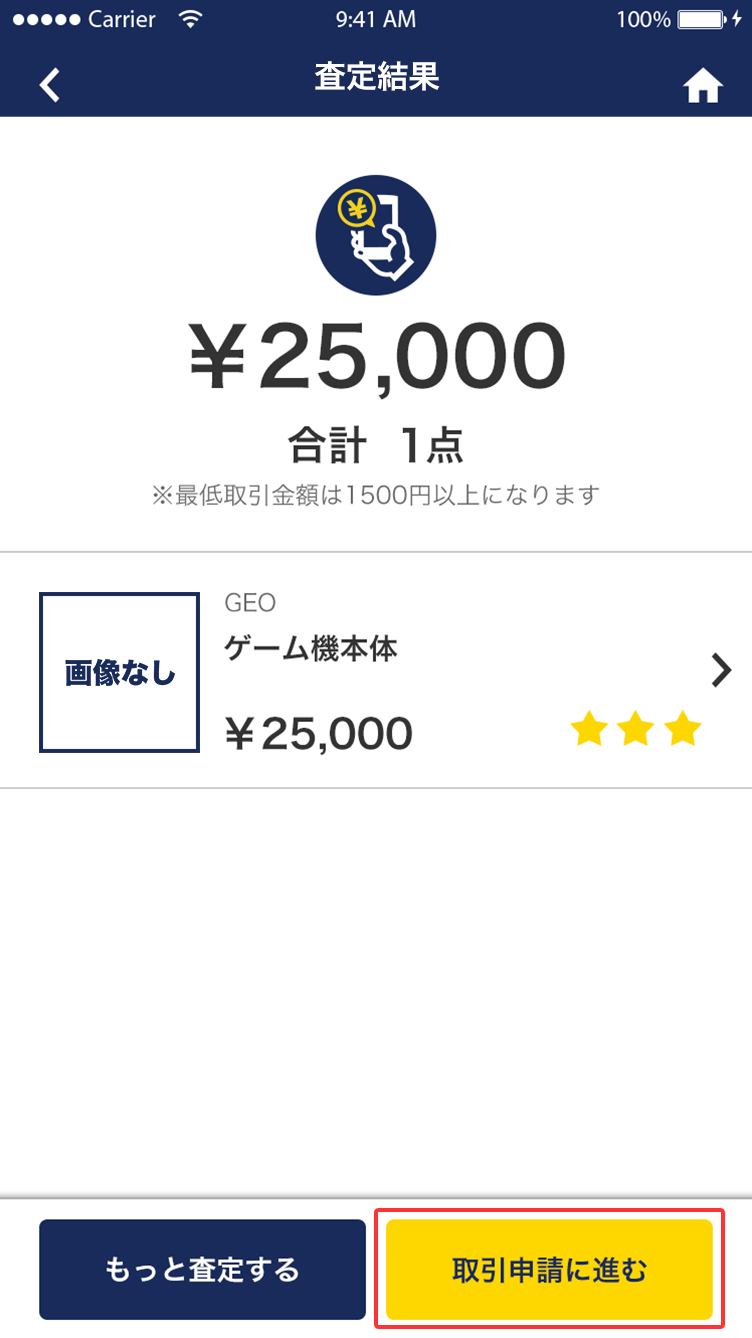 Carrier 9:41 AM 100%
査定結果
¥
¥25,000
合計 1点
※最低取引金額は1500円以上になります
画像なし
GEO
ゲーム機本体
¥25,000
もっと査定する
取引申請に進む